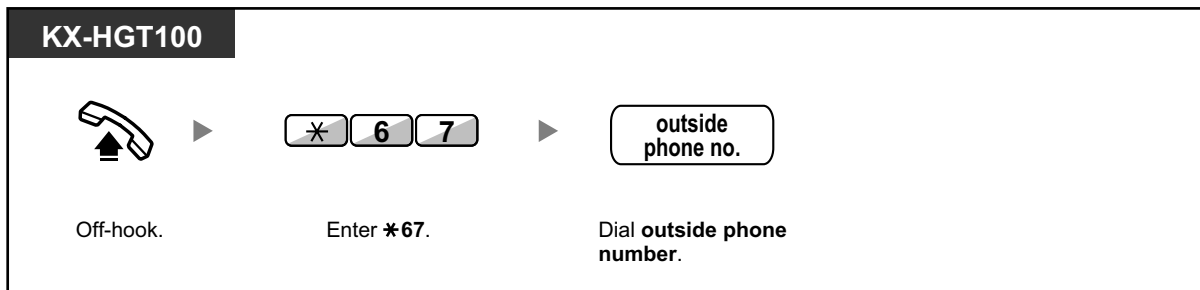 KX-HGT100
* 6 7
outside
phone no.
Off-hook.
Enter *67.
Dial outside phone
number.